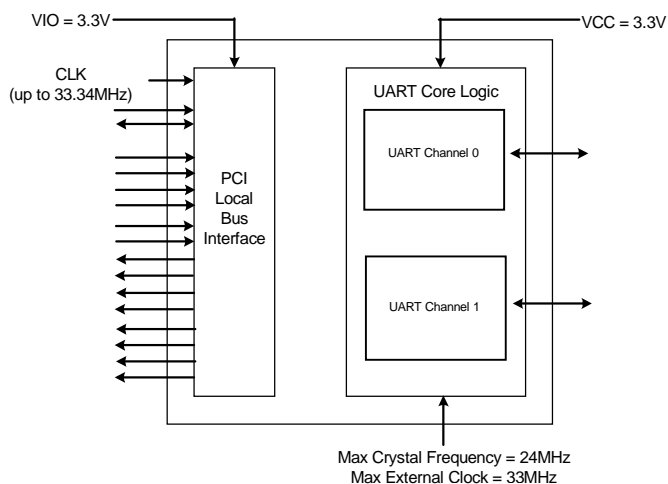 VIO = 3.3V
VCC = 3.3V
CLK
(up to 33.34MHz)
PCI
Local
Bus
Interface
UART Core Logic
UART Channel 0
UART Channel 1
Max Crystal Frequency = 24MHz
Max External Clock = 33MHz